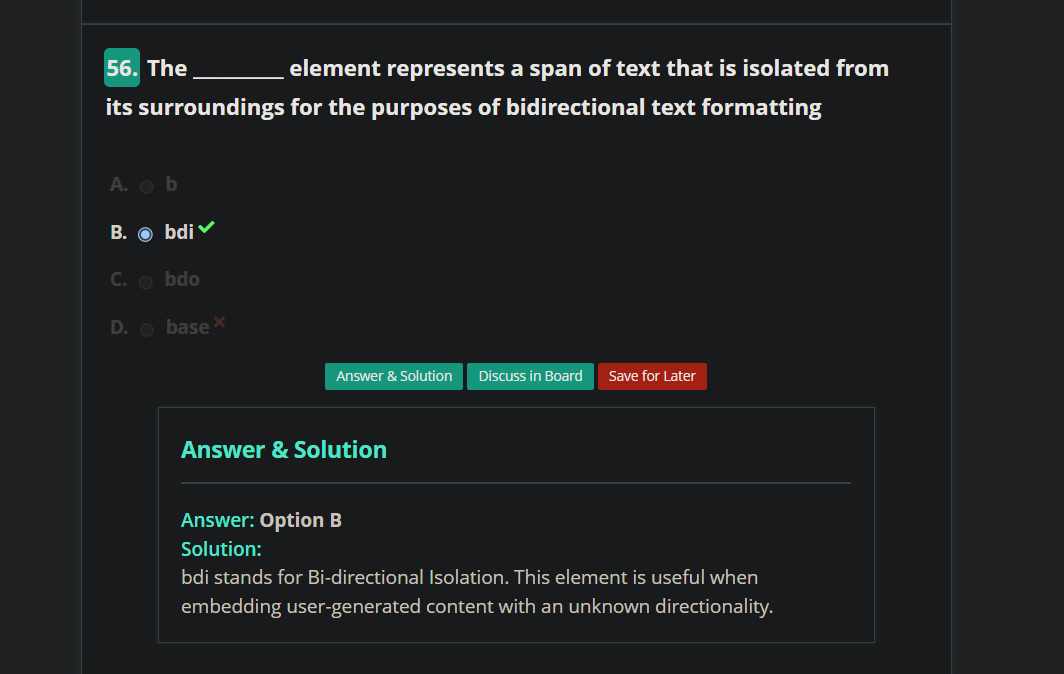 56. The _________ element represents a span of text that is isolated from
its surroundings for the purposes of bidirectional text formatting
A. b
B. bdi
C. bdo
D. base
Answer & Solution Discuss in Board Save for Later
Answer & Solution
Answer: Option B
Solution:
bdi stands for Bi-directional Isolation. This element is useful when
embedding user-generated content with an unknown directionality.